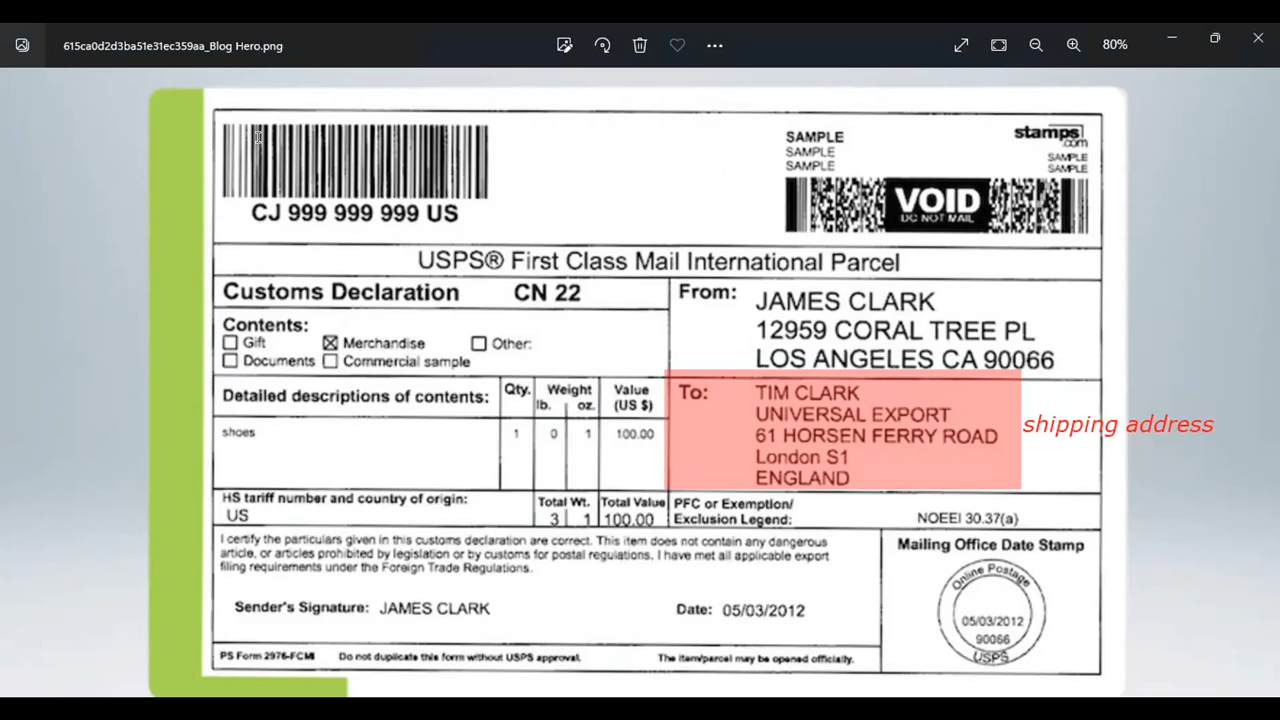 615ca0d2d3ba51e31ec359aa_Blog Hero.png
80%
CJ 999 999 999 US
SAMPLE
SAMPLE
SAMPLE
stamps
.com
SAMPLE
SAMPLE
VOID
DO NOT MAIL
USPS® First Class Mail International Parcel
Customs Declaration CN 22
Contents:
Gift Merchandise Other:
Documents Commercial sample
From: JAMES CLARK
12959 CORAL TREE PL
LOS ANGELES CA 90066
Detailed descriptions of contents: Qty. Weight Value
lb. oz. (US $)
shoes 1 0 1 100.00
To: TIM CLARK
UNIVERSAL EXPORT
61 HORSEN FERRY ROAD
London S1
ENGLAND
shipping address
HS tariff number and country of origin: Total Wt. Total Value
US 3 1 100.00
PFC or Exemption/
Exclusion Legend: NOEEI 30.37(a)
I certify the particulars given in this customs declaration are correct. This item does not contain any dangerous
article, or articles prohibited by legislation or by customs for postal regulations. I have met all applicable export
filing requirements under the Foreign Trade Regulations.
Sender's Signature: JAMES CLARK Date: 05/03/2012
Mailing Office Date Stamp
Online Postage
05/03/2012
90066
USPS
PS Form 2976-FCMI Do not duplicate this form without USPS approval. The item/parcel may be opened officially.